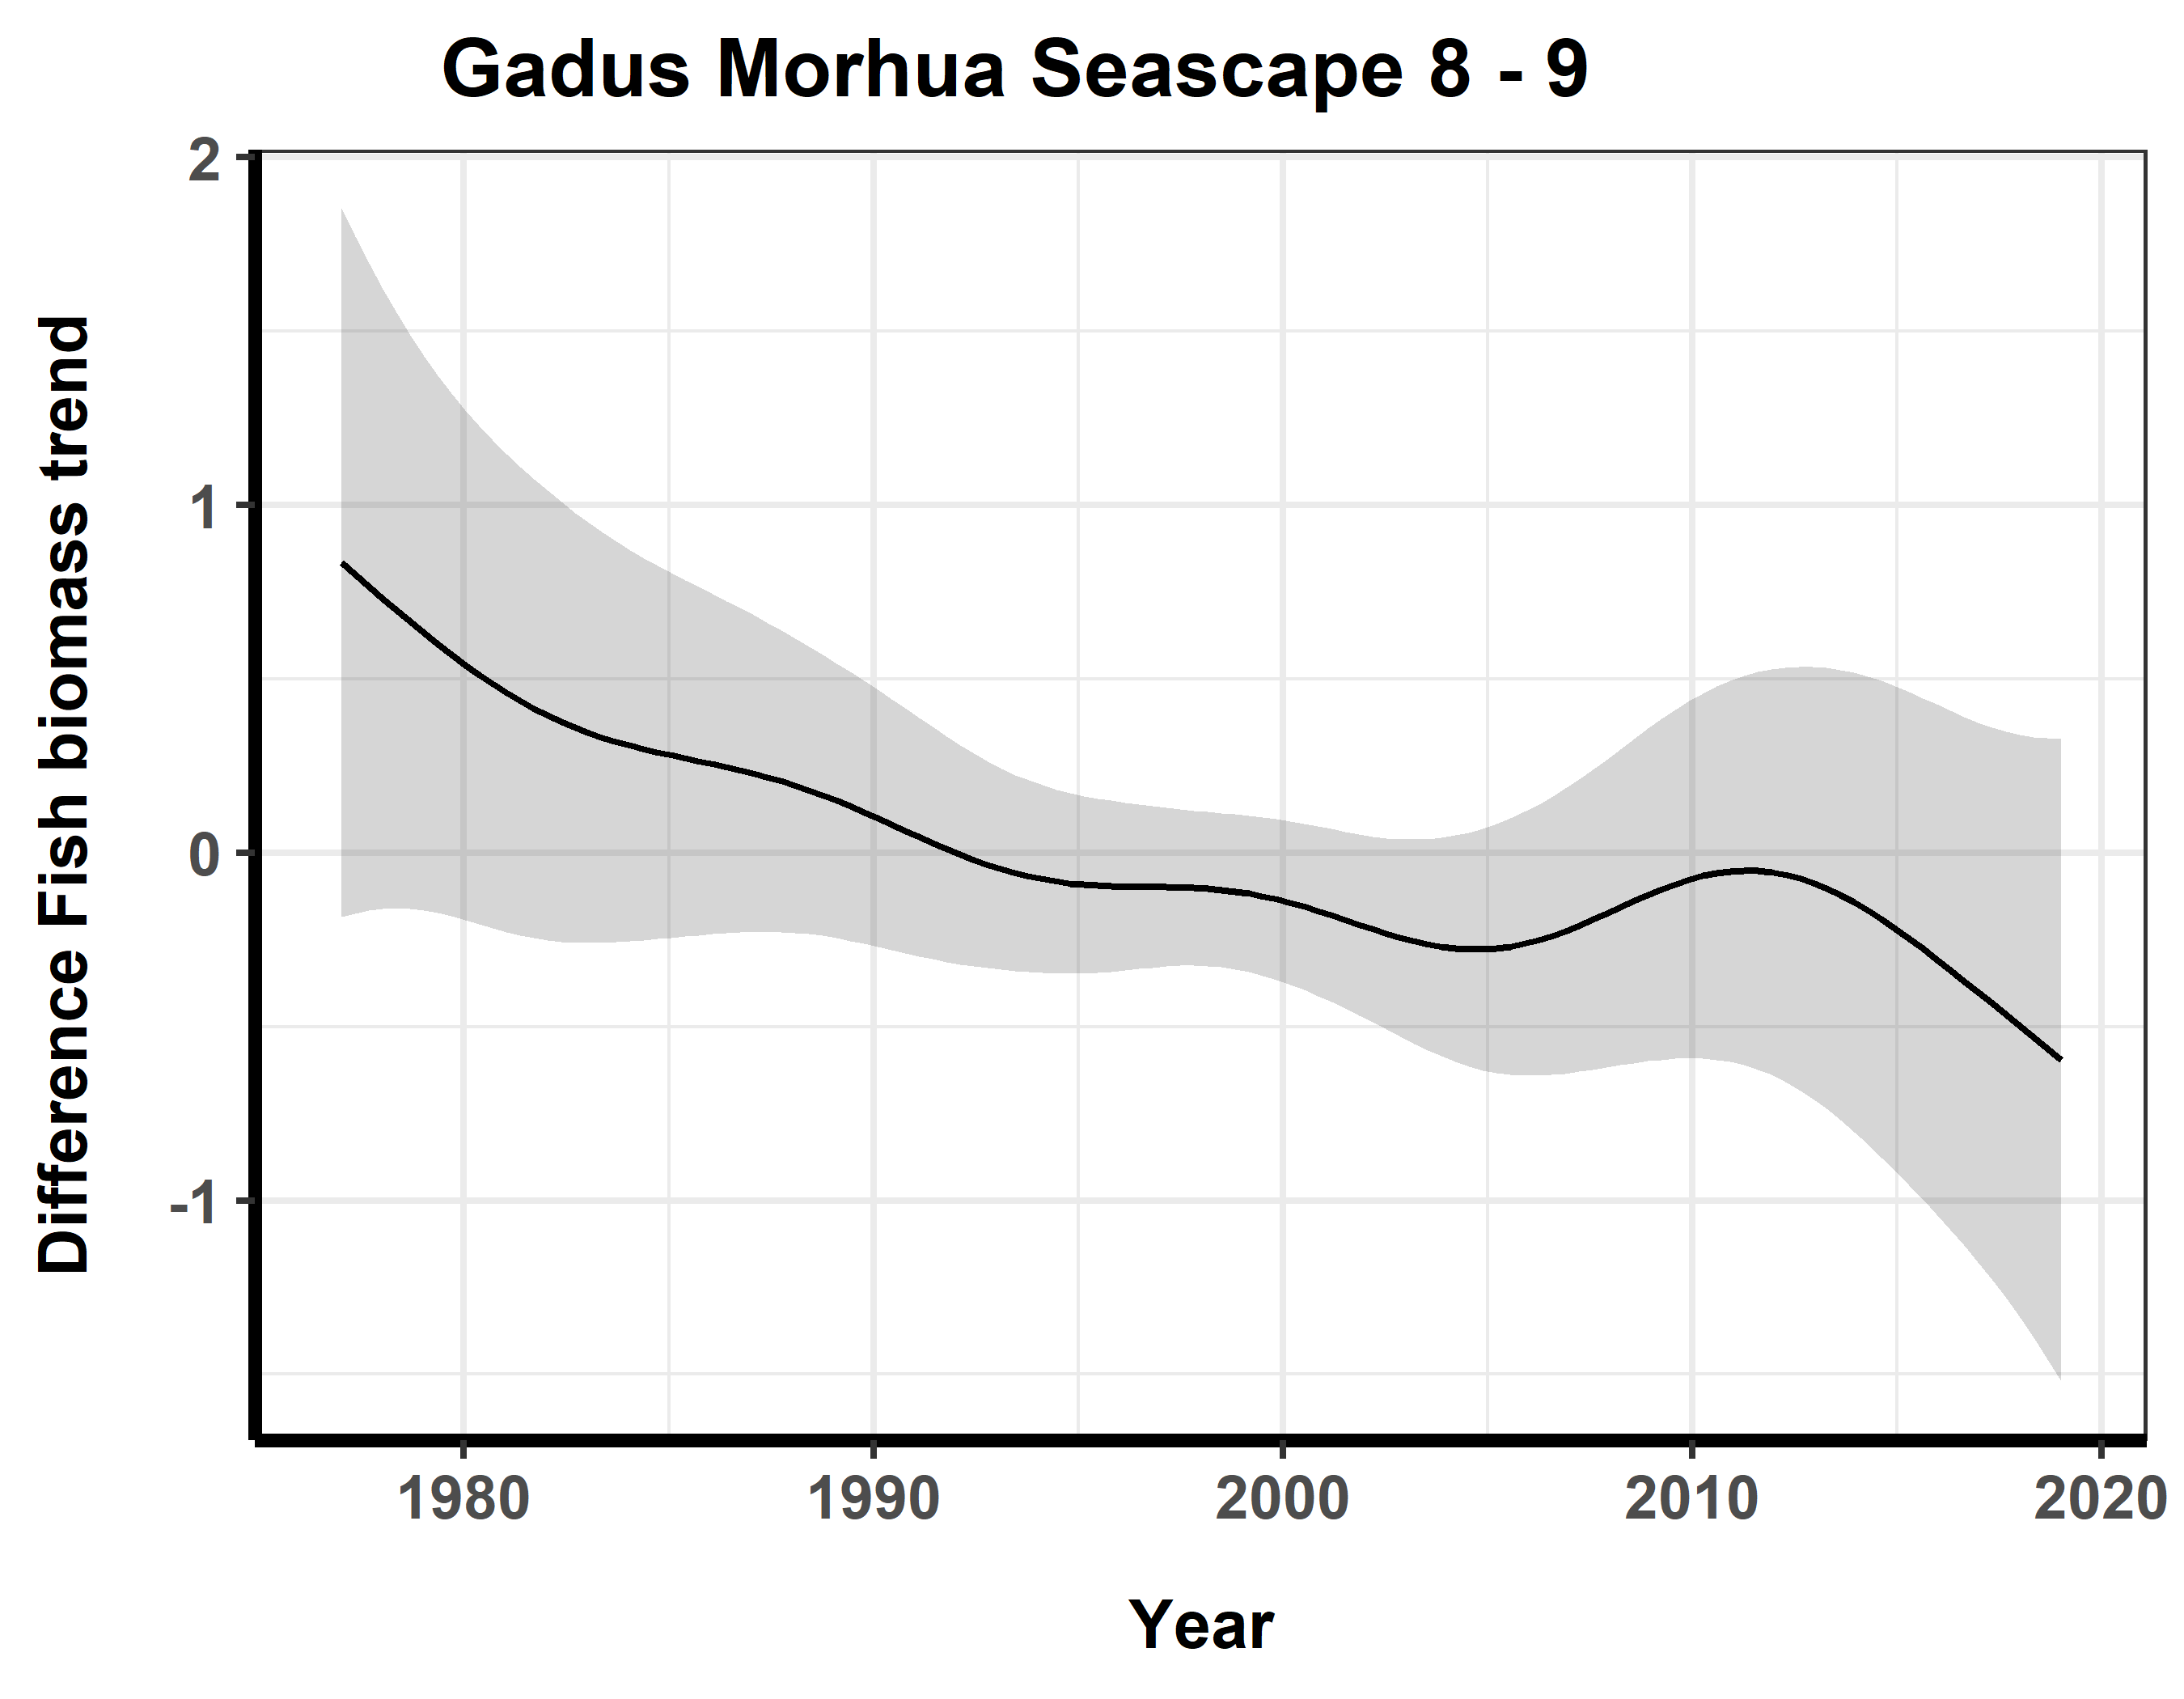 Gadus Morhua Seascape 8 - 9
Difference Fish biomass trend
2
1
0
-1
1980 1990 2000 2010 2020
Year